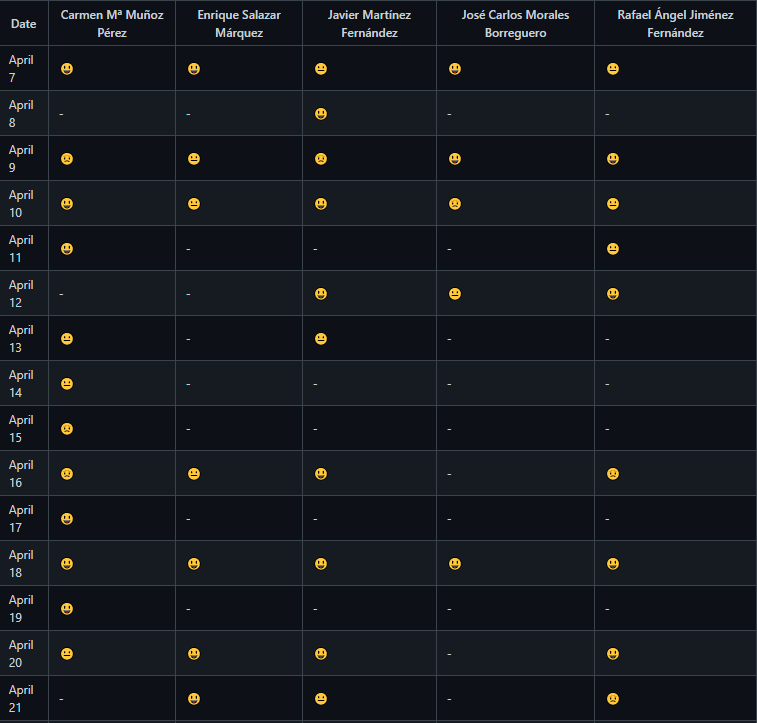 Date Carmen Mª Muñoz Pérez Enrique Salazar Márquez Javier Martínez Fernández José Carlos Morales Borreguero Rafael Ángel Jiménez Fernández
April 7 😃 😃 😐 😃 😐
April 8 - - 😃 - -
April 9 😟 😐 😟 😃 😃
April 10 😃 😐 😃 😟 😐
April 11 😃 - - - 😐
April 12 - - 😃 😐 😃
April 13 😐 - 😐 - -
April 14 😐 - - - -
April 15 😟 - - - -
April 16 😟 😐 😃 - 😟
April 17 😃 - - - -
April 18 😃 😃 😃 😃 😃
April 19 😃 - - - -
April 20 😐 😃 😃 - 😃
April 21 - 😃 😐 - 😟